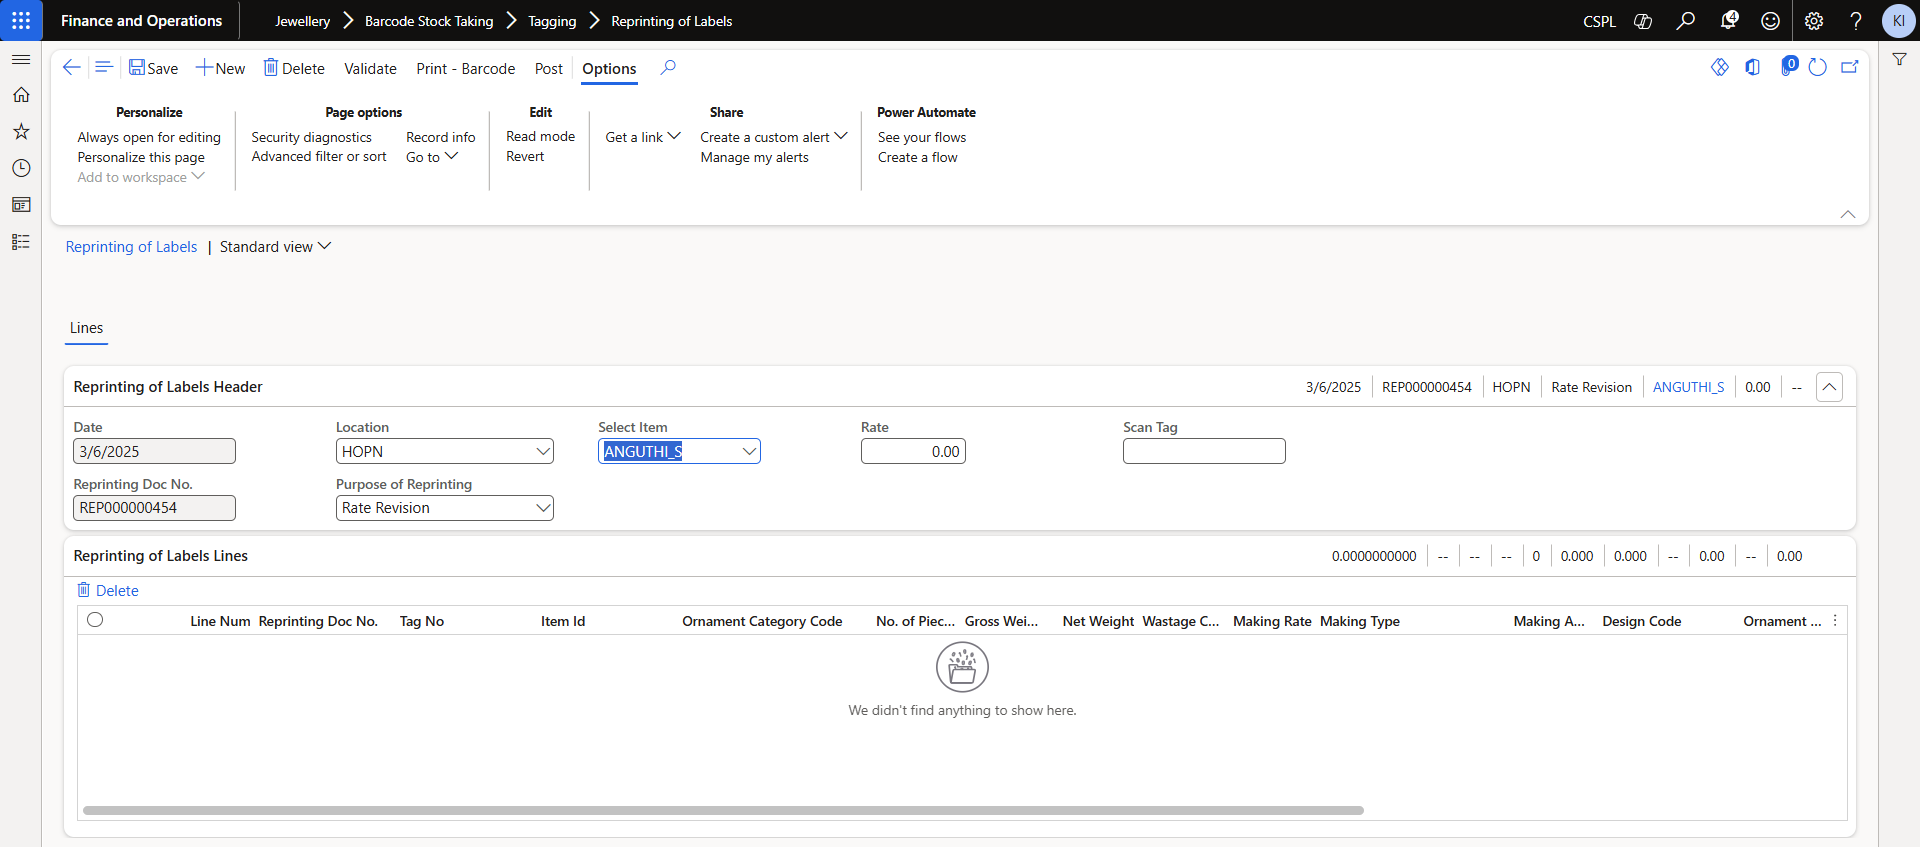 Finance and Operations
Jewellery > Barcode Stock Taking > Tagging > Reprinting of Labels
CSPL
4
KI
Save
New
Delete
Validate
Print - Barcode
Post
Options
0
Personalize
Always open for editing
Personalize this page
Add to workspace
Page options
Security diagnostics
Advanced filter or sort
Record info
Go to
Edit
Read mode
Revert
Share
Get a link
Create a custom alert
Manage my alerts
Power Automate
See your flows
Create a flow
Reprinting of Labels | Standard view
Lines
Reprinting of Labels Header
3/6/2025 REP000000454 HOPN Rate Revision ANGUTHI_S 0.00 --
Date
3/6/2025
Reprinting Doc No.
REP000000454
Location
HOPN
Purpose of Reprinting
Rate Revision
Select Item
ANGUTHI_S
Rate
0.00
Scan Tag
Reprinting of Labels Lines
0.0000000000 -- -- -- 0 0.000 0.000 -- 0.00 -- 0.00
Delete
Line Num Reprinting Doc No. Tag No Item Id Ornament Category Code No. of Piec... Gross Wei... Net Weight Wastage C... Making Rate Making Type Making A... Design Code Ornament ...
We didn't find anything to show here.